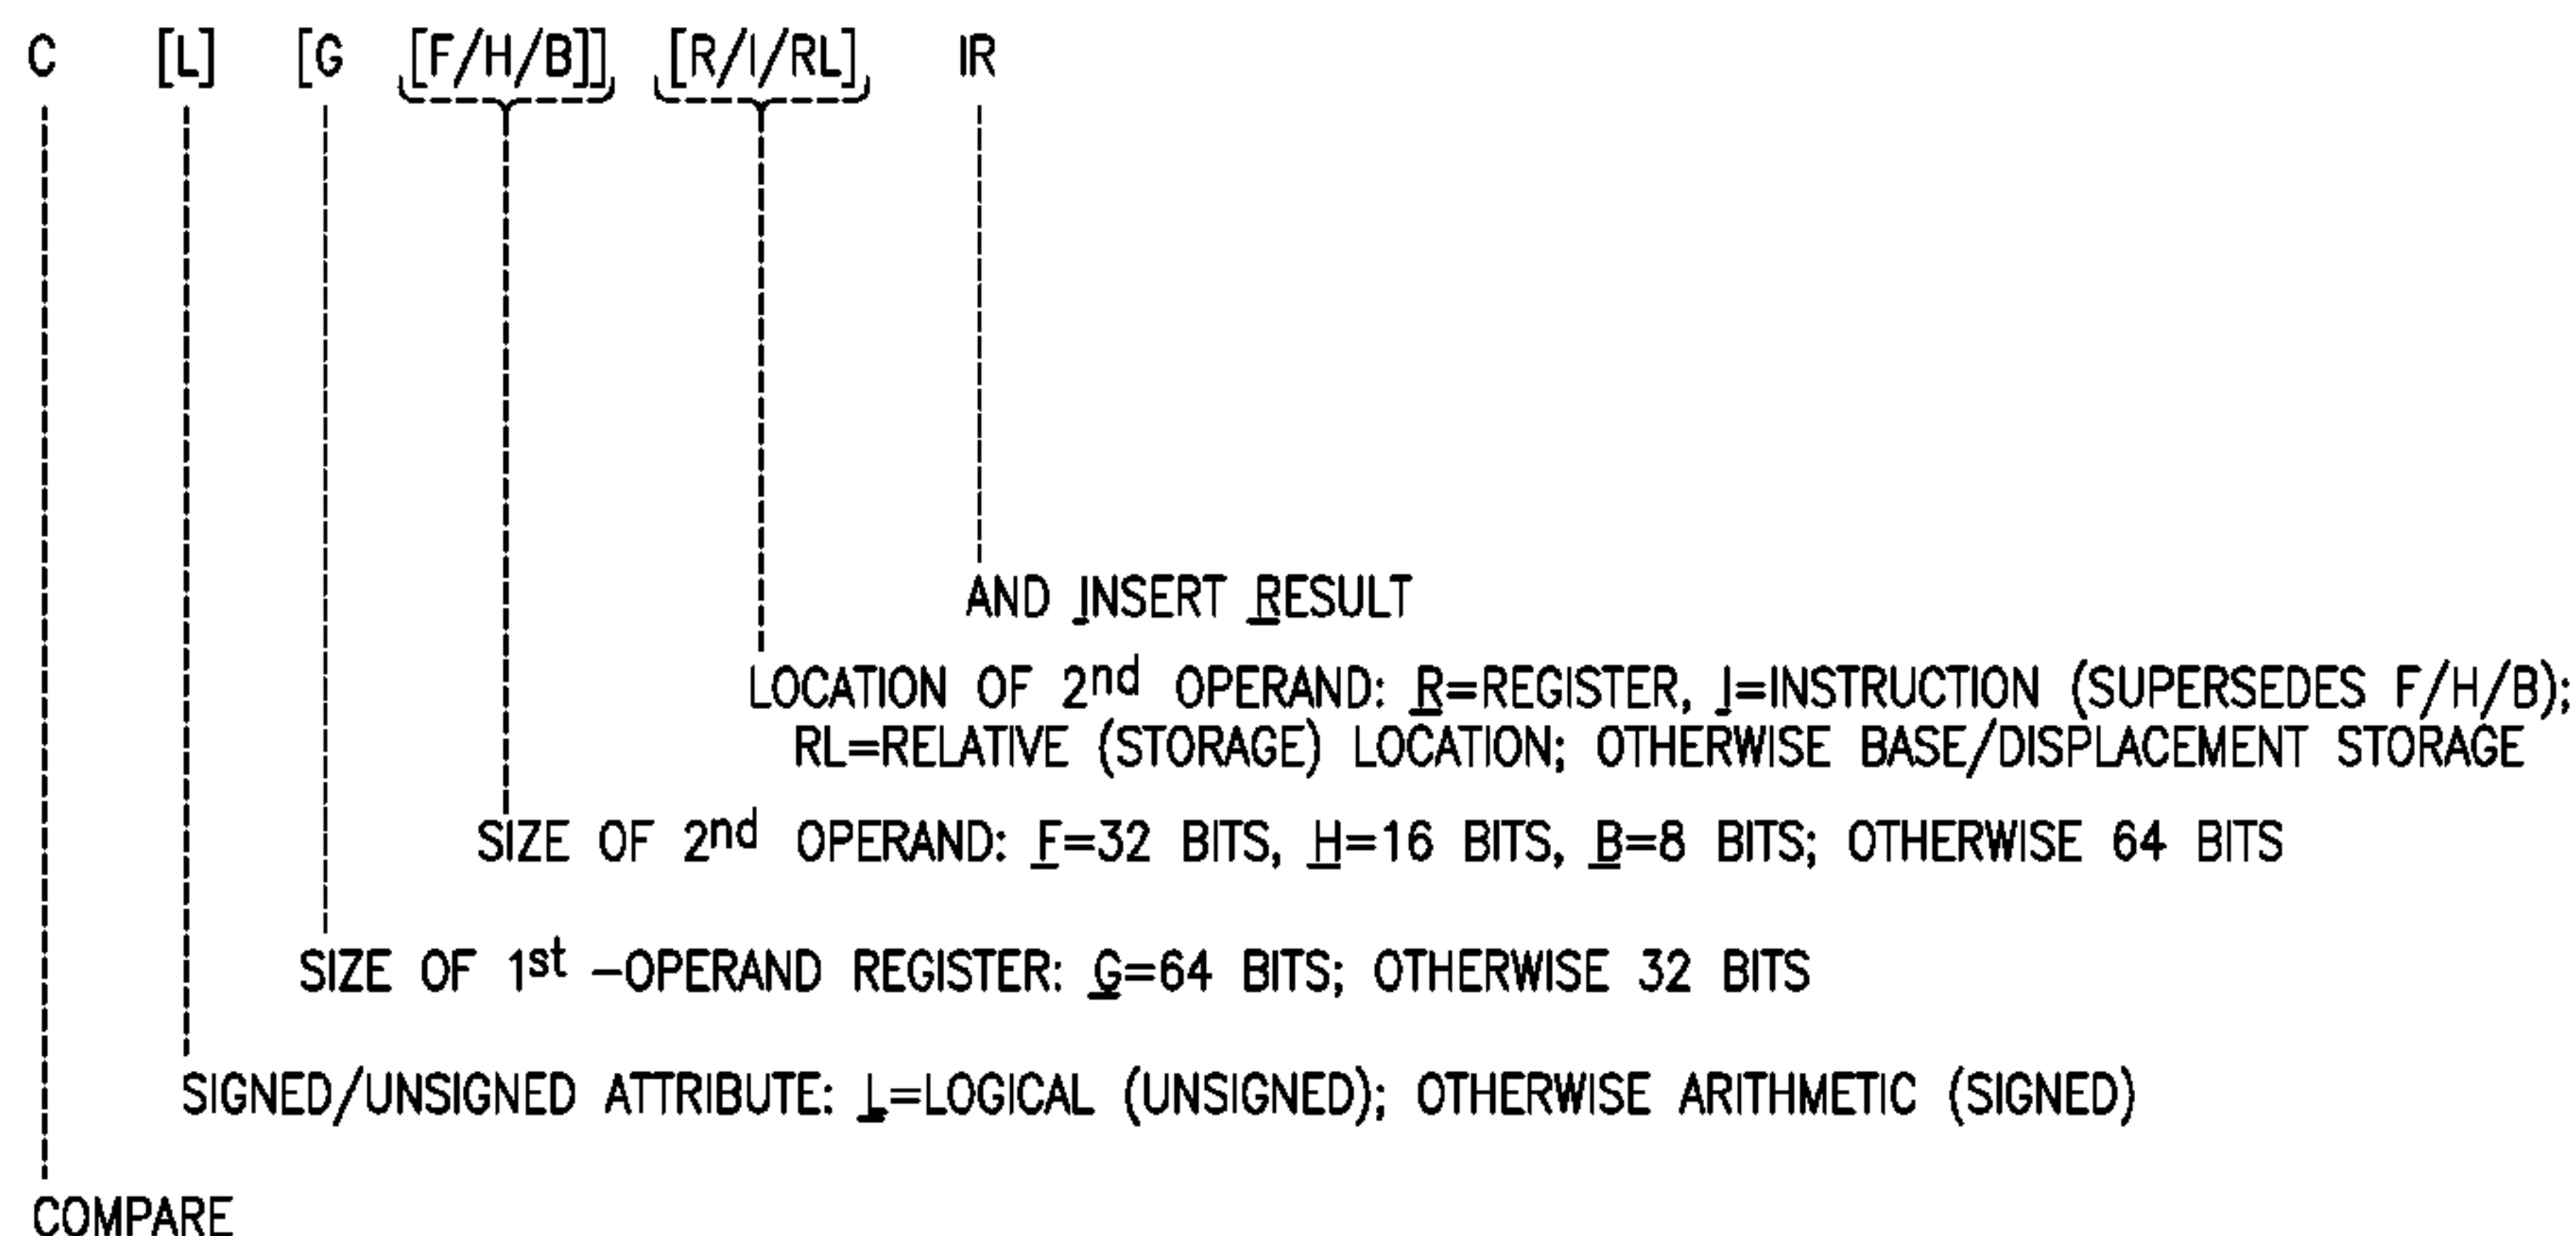 C [L] [G [F/H/B]] [R/I/RL] IR
AND INSERT RESULT
LOCATION OF 2nd OPERAND: R=REGISTER, I=INSTRUCTION (SUPERSEDES F/H/B);
RL=RELATIVE (STORAGE) LOCATION; OTHERWISE BASE/DISPLACEMENT STORAGE
SIZE OF 2nd OPERAND: F=32 BITS, H=16 BITS, B=8 BITS; OTHERWISE 64 BITS
SIZE OF 1st -OPERAND REGISTER: G=64 BITS; OTHERWISE 32 BITS
SIGNED/UNSIGNED ATTRIBUTE: L=LOGICAL (UNSIGNED); OTHERWISE ARITHMETIC (SIGNED)
COMPARE